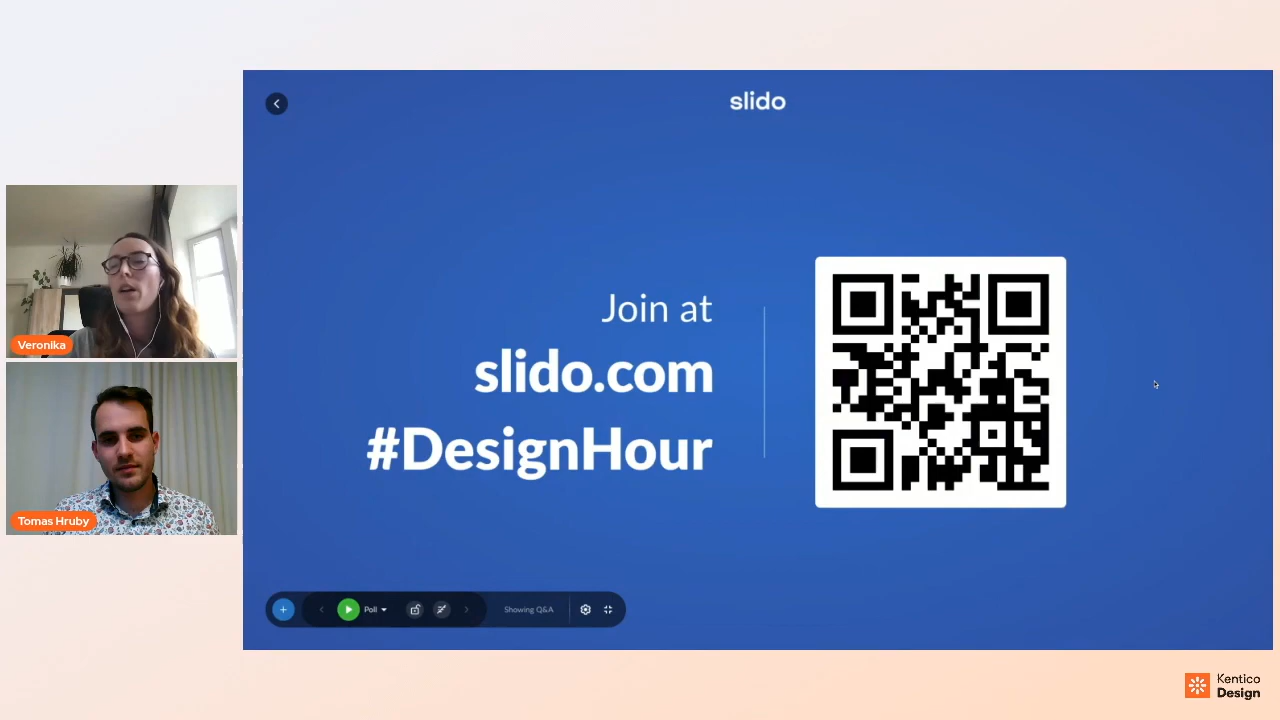 slido
Join at
slido.com
#DesignHour
Veronika
Tomas Hruby
Poll
Showing Q&A
Kentico
Design